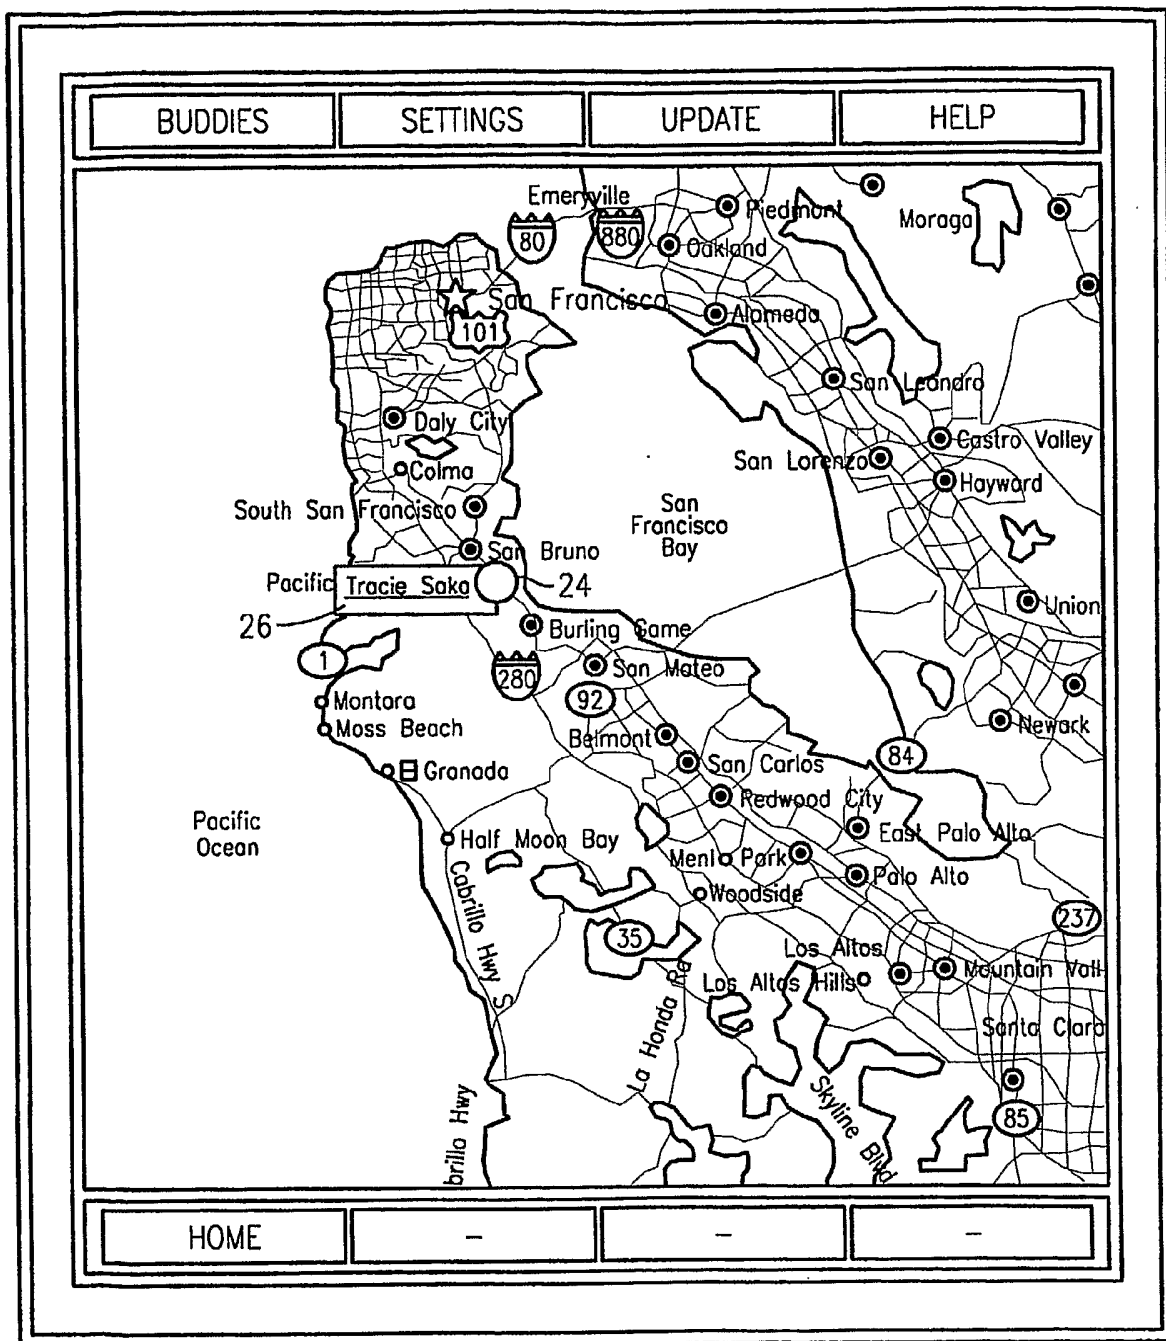 BUDDIES
SETTINGS
UPDATE
HELP
Emeryville
Piedmont
Moraga
80
880
Oakland
San Francisco
Alameda
101
San Leandro
Daly City
Castro Valley
San Lorenzo
Colma
Hayward
South San Francisco
San
Francisco
Bay
San Bruno
Pacific
Tracie Saka
24
26
Union
Burling Game
1
280
San Mateo
92
Montara
Moss Beach
Newark
Belmont
84
San Carlos
Granada
Redwood City
Pacific
Ocean
East Palo Alto
Half Moon Bay
Menl Park
Palo Alto
Woodside
Cabrillo Hwy S
237
35
Los Altos
Mountain Vall
Los Altos Hills
La Honda Rd
Santa Clara
Skyline Blvd
85
brillo Hwy
HOME
-
-
-